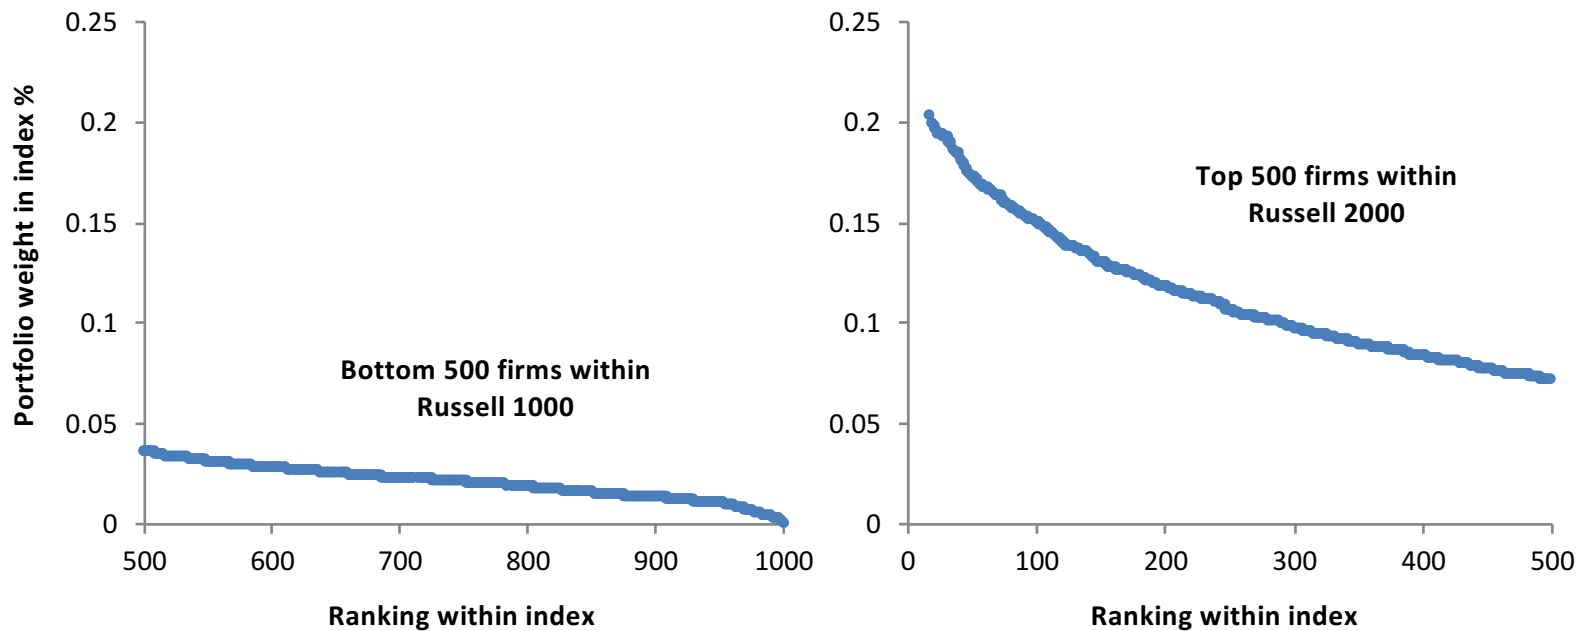 Portfolio weight in index %
0.25
0.2
0.15
0.1
0.05
0
Bottom 500 firms within
Russell 1000
500 600 700 800 900 1000
Ranking within index
0.25
0.2
0.15
0.1
0.05
0
Top 500 firms within
Russell 2000
0 100 200 300 400 500
Ranking within index